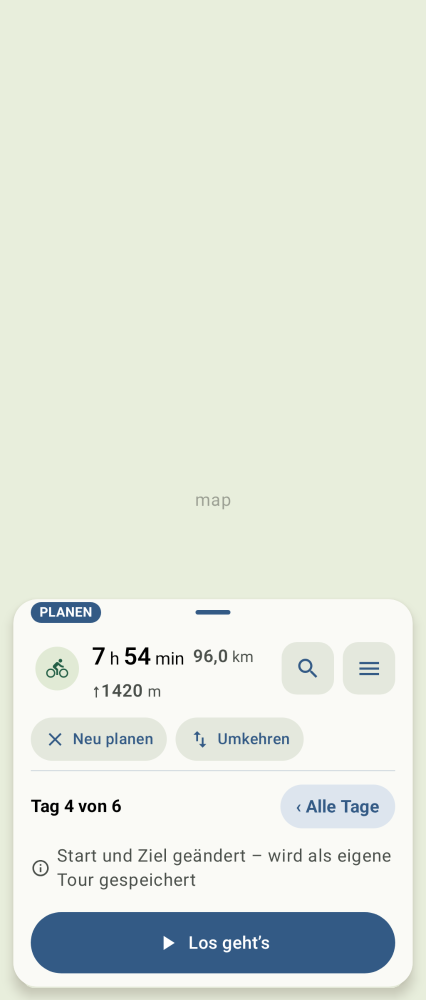 map
PLANEN
7 h 54 min 96,0 km
↑1420 m
Neu planen Umkehren
Tag 4 von 6 ‹ Alle Tage
Start und Ziel geändert – wird als eigene
Tour gespeichert
Los geht’s